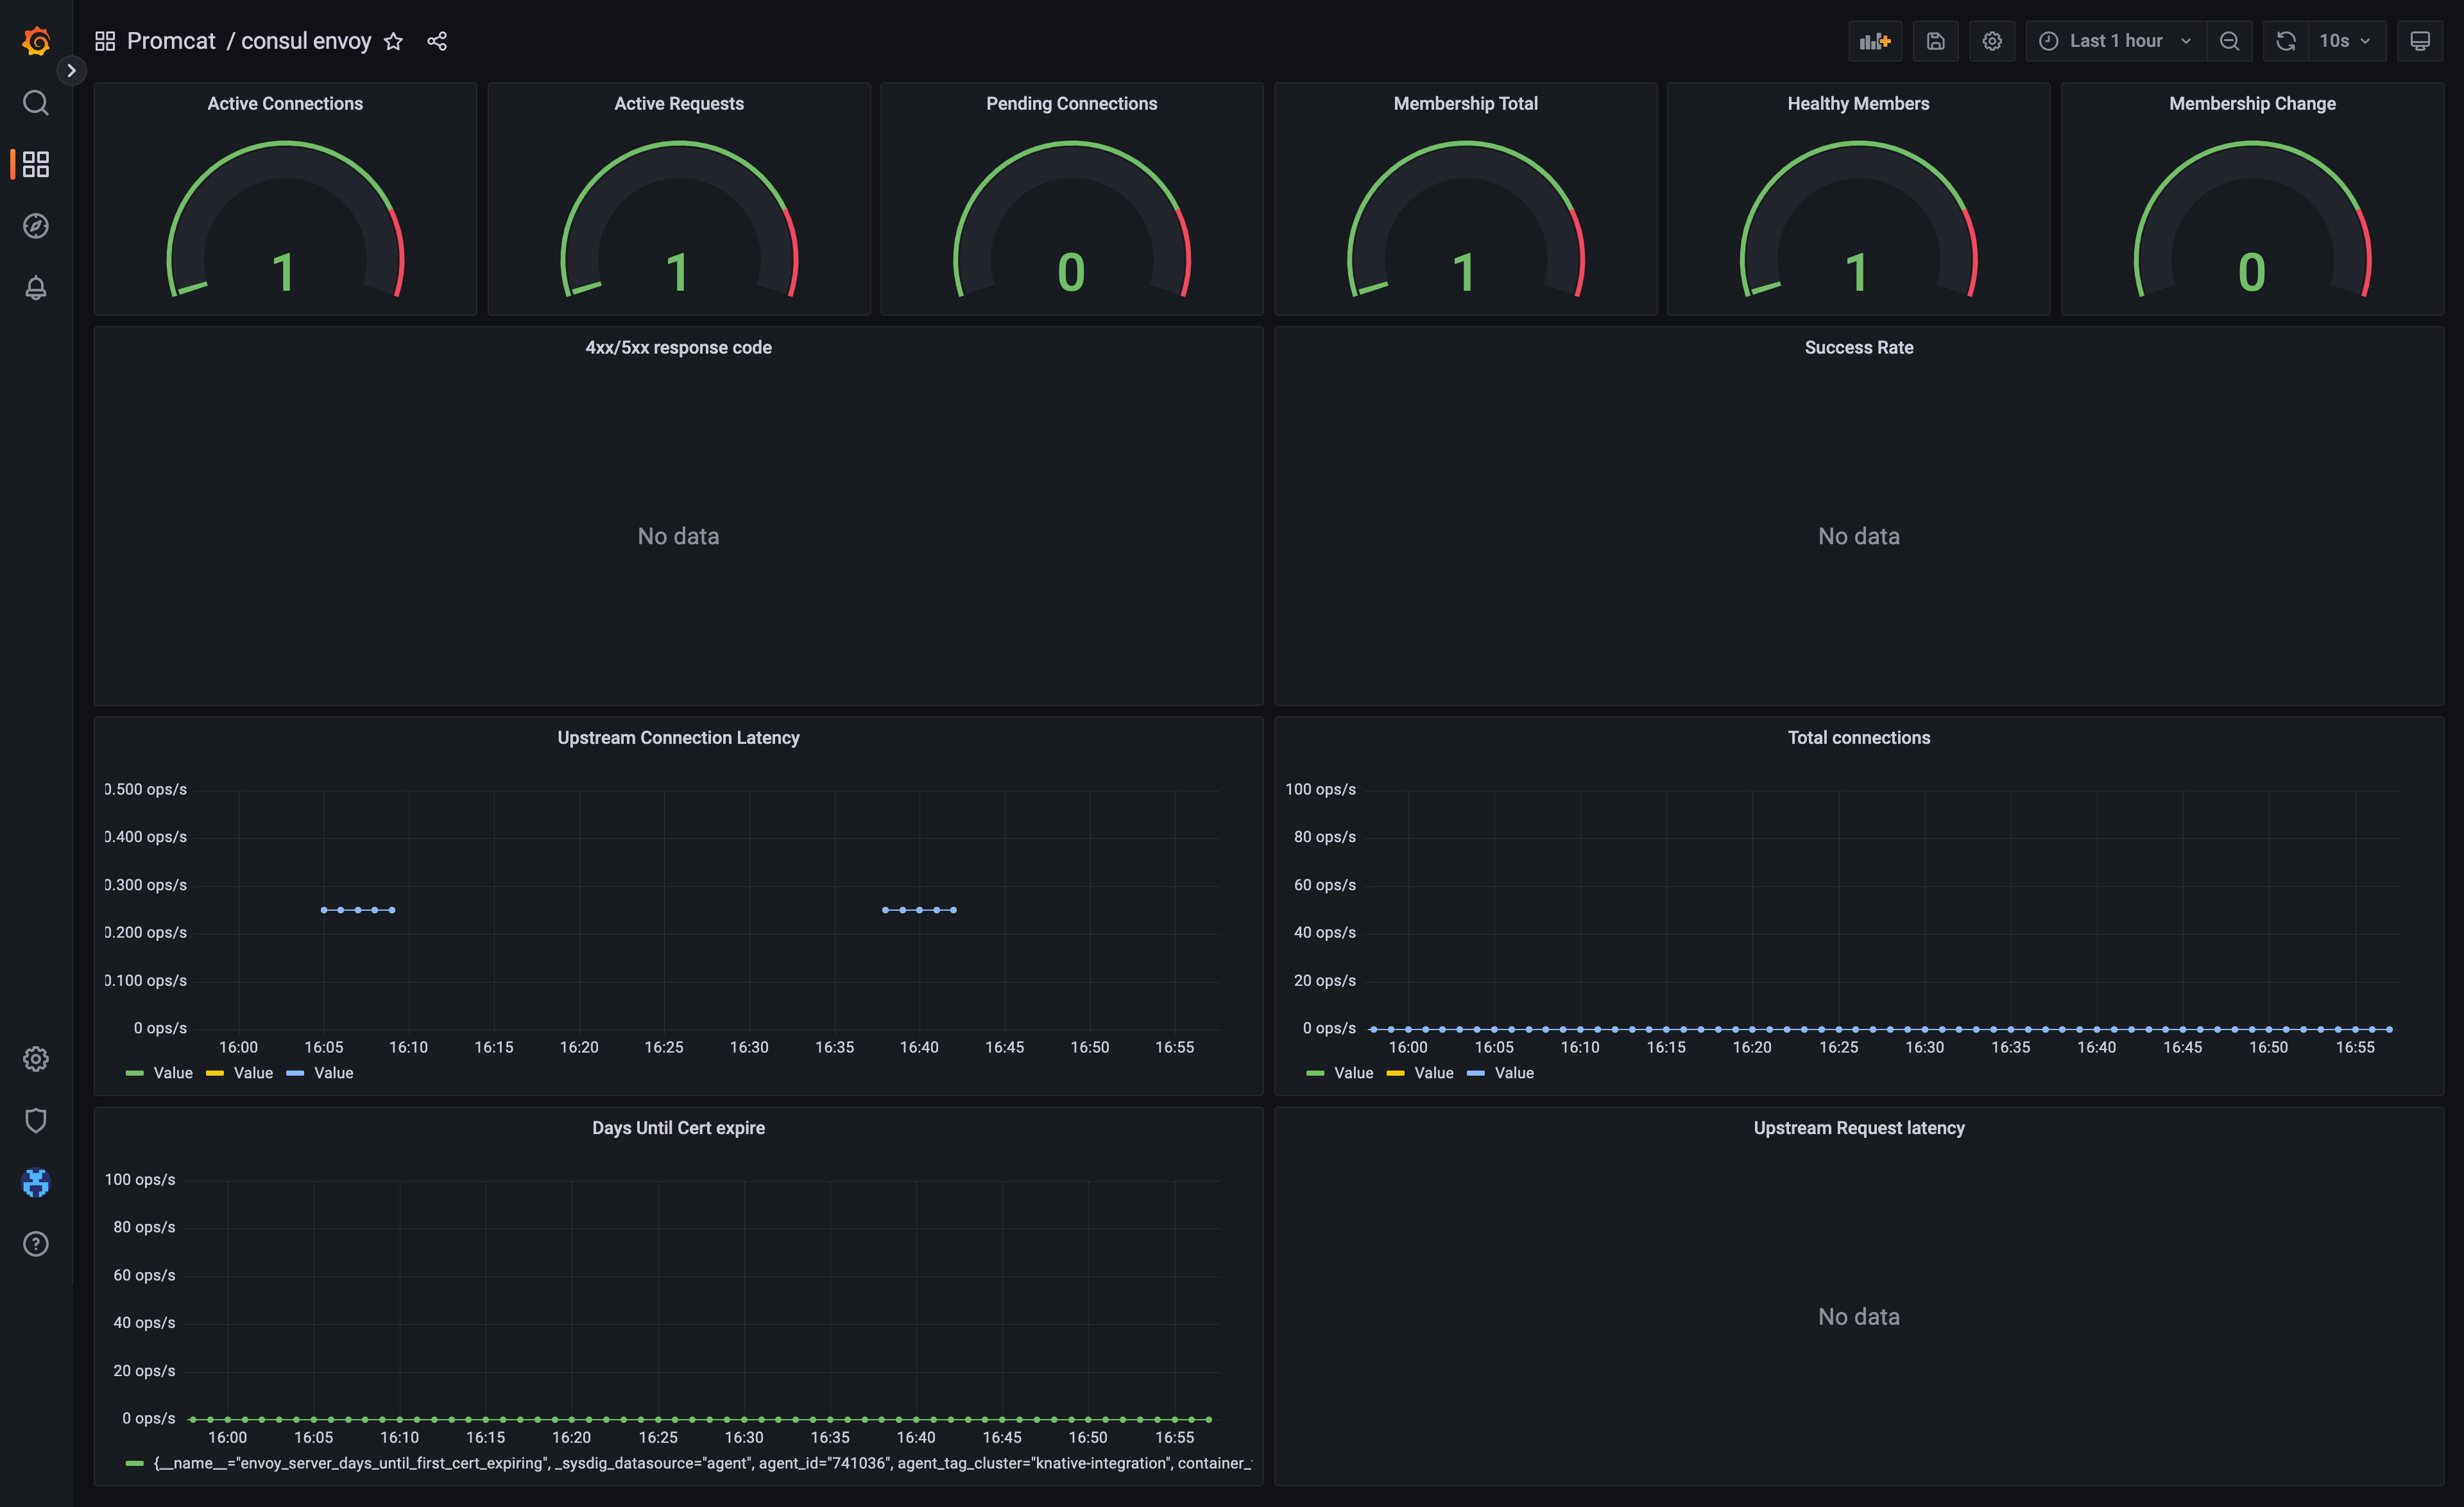 Promcat / consul envoy
Last 1 hour
10s
Active Connections
1
Active Requests
1
Pending Connections
0
Membership Total
1
Healthy Members
1
Membership Change
0
4xx/5xx response code
No data
Success Rate
No data
Upstream Connection Latency
0.500 ops/s
0.400 ops/s
0.300 ops/s
0.200 ops/s
0.100 ops/s
0 ops/s
16:00 16:05 16:10 16:15 16:20 16:25 16:30 16:35 16:40 16:45 16:50 16:55
Value Value Value
Total connections
100 ops/s
80 ops/s
60 ops/s
40 ops/s
20 ops/s
0 ops/s
16:00 16:05 16:10 16:15 16:20 16:25 16:30 16:35 16:40 16:45 16:50 16:55
Value Value Value
Days Until Cert expire
100 ops/s
80 ops/s
60 ops/s
40 ops/s
20 ops/s
0 ops/s
16:00 16:05 16:10 16:15 16:20 16:25 16:30 16:35 16:40 16:45 16:50 16:55
{__name__="envoy_server_days_until_first_cert_expiring", _sysdig_datasource="agent", agent_id="741036", agent_tag_cluster="knative-integration", container_
Upstream Request latency
No data